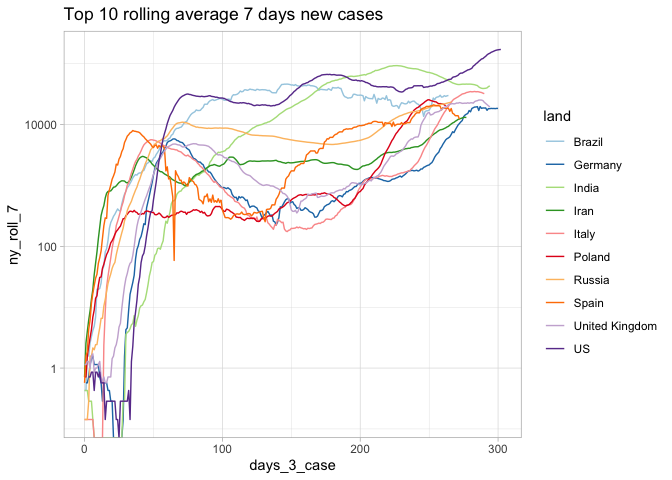 Top 10 rolling average 7 days new cases
ny_roll_7
10000
100
1
0
100
200
300
days_3_case
land
Brazil
Germany
India
Iran
Italy
Poland
Russia
Spain
United Kingdom
US